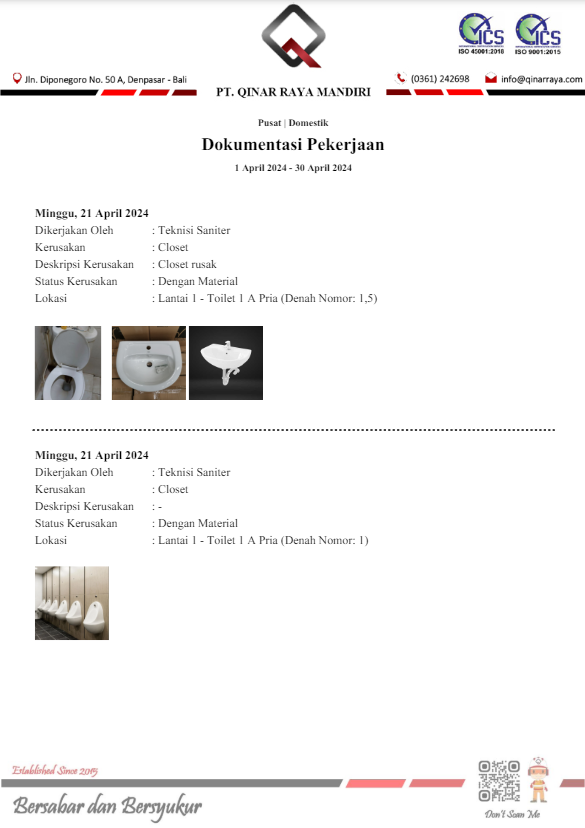 ICS
ISO 45001:2018
ICS
ISO 9001:2015
Jln. Diponegoro No. 50 A, Denpasar - Bali
(0361) 242698
info@qinarraya.com
PT. QINAR RAYA MANDIRI
Pusat | Domestik
Dokumentasi Pekerjaan
1 April 2024 - 30 April 2024
Minggu, 21 April 2024
Dikerjakan Oleh : Teknisi Saniter
Kerusakan : Closet
Deskripsi Kerusakan : Closet rusak
Status Kerusakan : Dengan Material
Lokasi : Lantai 1 - Toilet 1 A Pria (Denah Nomor: 1,5)
Minggu, 21 April 2024
Dikerjakan Oleh : Teknisi Saniter
Kerusakan : Closet
Deskripsi Kerusakan : -
Status Kerusakan : Dengan Material
Lokasi : Lantai 1 - Toilet 1 A Pria (Denah Nomor: 1)
Established Since 2015
Bersabar dan Bersyukur
Don't Scan Me